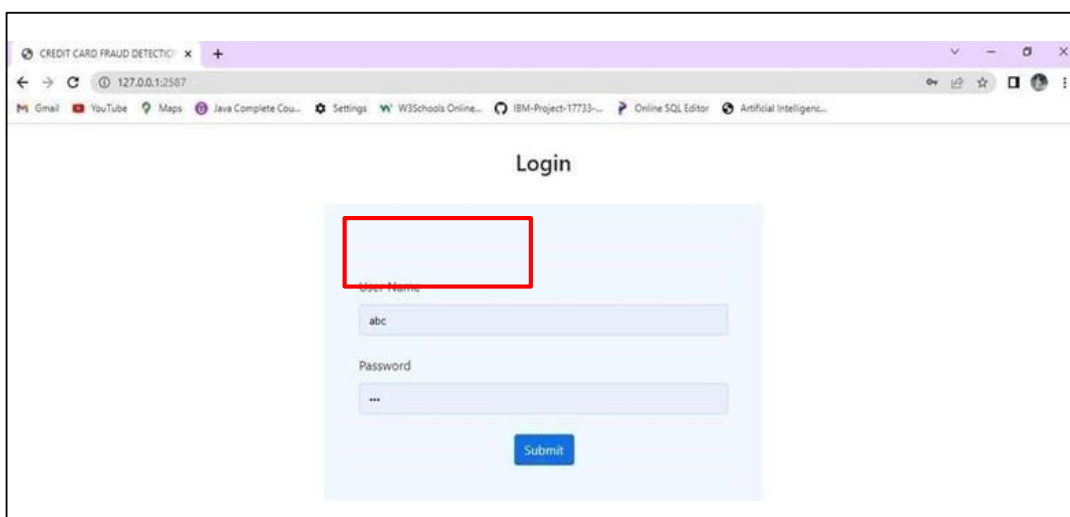 CREDIT CARD FRAUD DETECTIO
127.0.0.1:2587
Gmail YouTube Maps Java Complete Cou... Settings W3Schools Online... IBM-Project-17733-... Online SQL Editor Artificial Intelligenc...
Login
User Name
abc
Password
•••
Submit